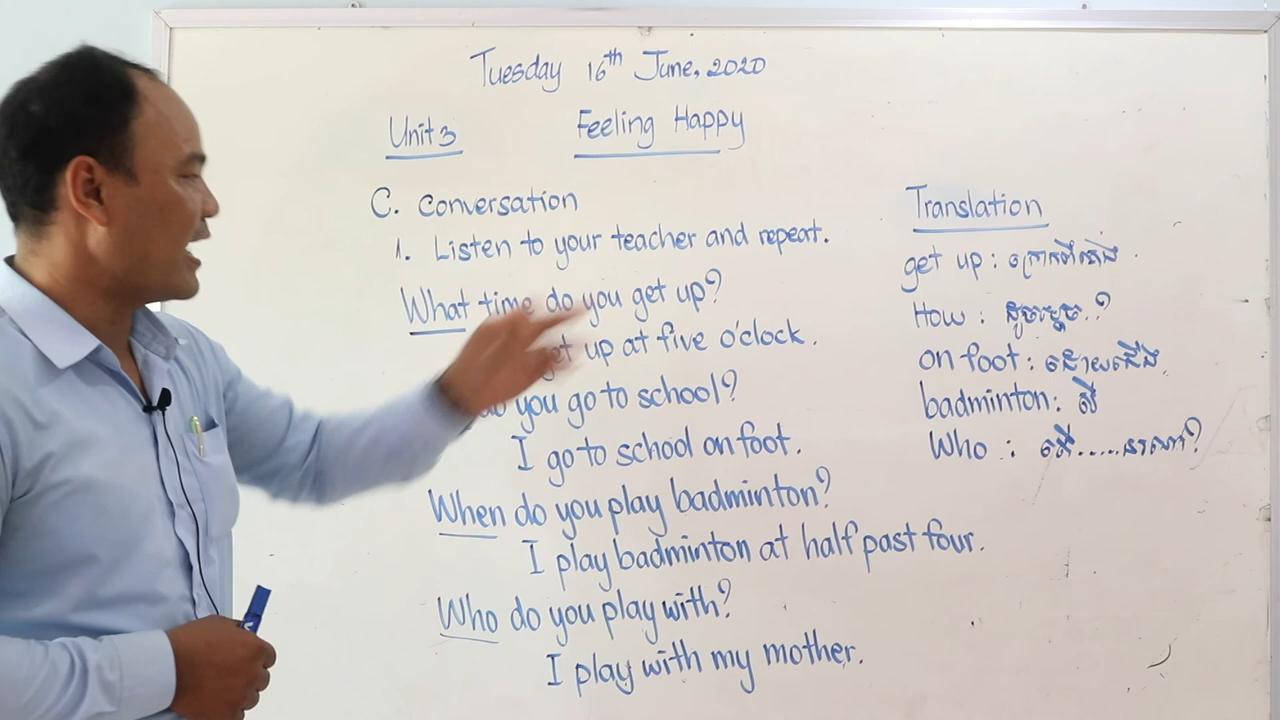 Tuesday 16th June, 2020
Unit 3 Feeling Happy
C. Conversation
1. Listen to your teacher and repeat.
What time do you get up?
get up at five o'clock.
do you go to school?
I go to school on foot.
When do you play badminton?
I play badminton at half past four.
Who do you play with?
I play with my mother.
Translation
get up : ក្រោកពីគេង
How : ដូចម្តេច..?
on foot : ដោយជើង
badminton : សី
Who : តើ.....នរណា?